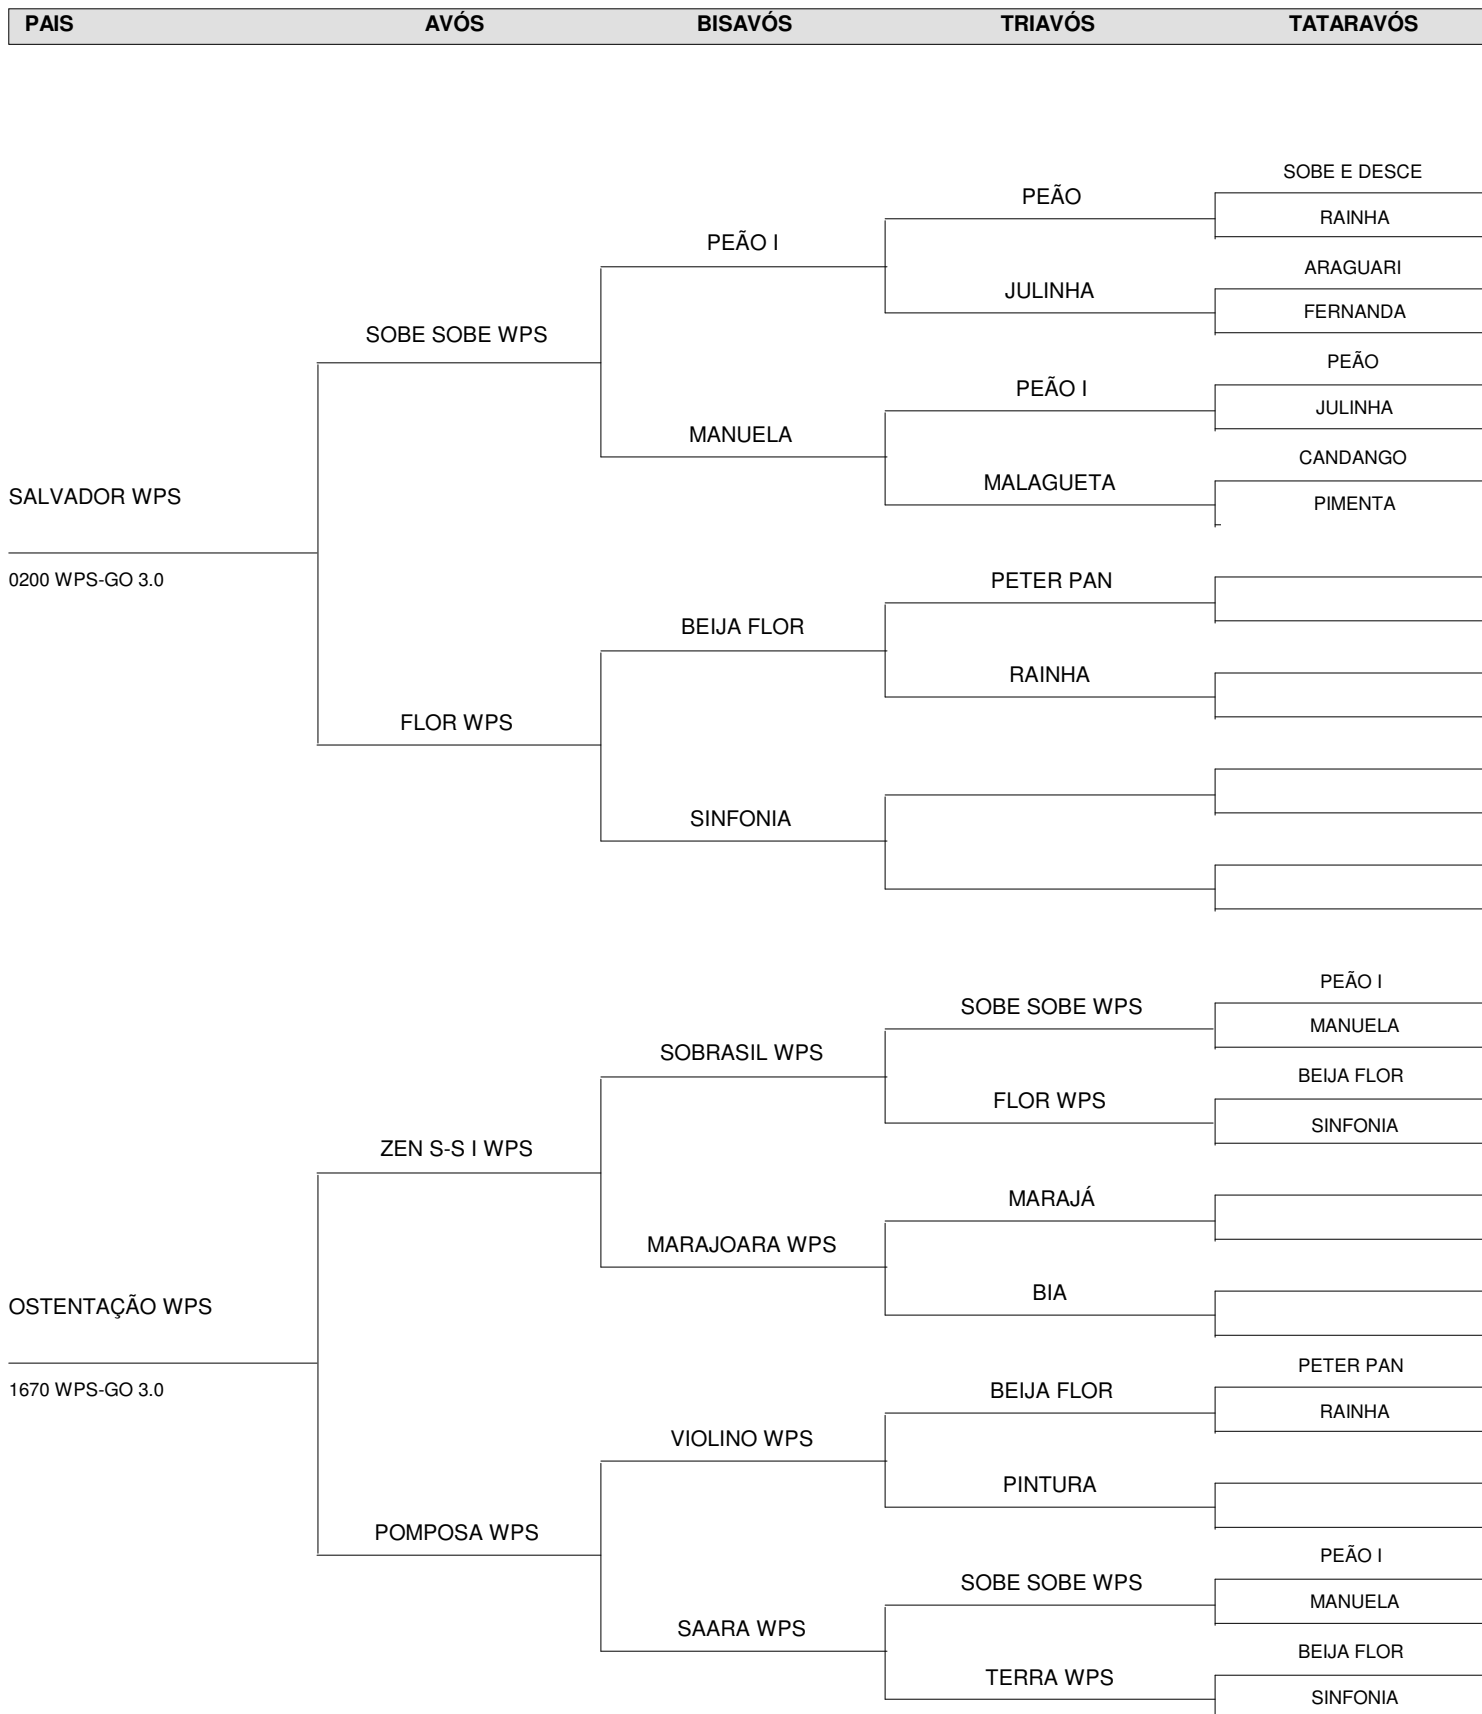 PAIS AVÓS BISAVÓS TRIAVÓS TATARAVÓS
SOBE E DESCE
PEÃO
RAINHA
PEÃO I
ARAGUARI
JULINHA
FERNANDA
SOBE SOBE WPS
PEÃO
PEÃO I
JULINHA
MANUELA
CANDANGO
MALAGUETA
SALVADOR WPS
PIMENTA
0200 WPS-GO 3.0
PETER PAN
BEIJA FLOR
RAINHA
FLOR WPS
SINFONIA
PEÃO I
SOBE SOBE WPS
MANUELA
SOBRASIL WPS
BEIJA FLOR
FLOR WPS
SINFONIA
ZEN S-S I WPS
MARAJÁ
MARAJOARA WPS
BIA
OSTENTAÇÃO WPS
PETER PAN
1670 WPS-GO 3.0
BEIJA FLOR
RAINHA
VIOLINO WPS
PINTURA
POMPOSA WPS
PEÃO I
SOBE SOBE WPS
MANUELA
SAARA WPS
BEIJA FLOR
TERRA WPS
SINFONIA